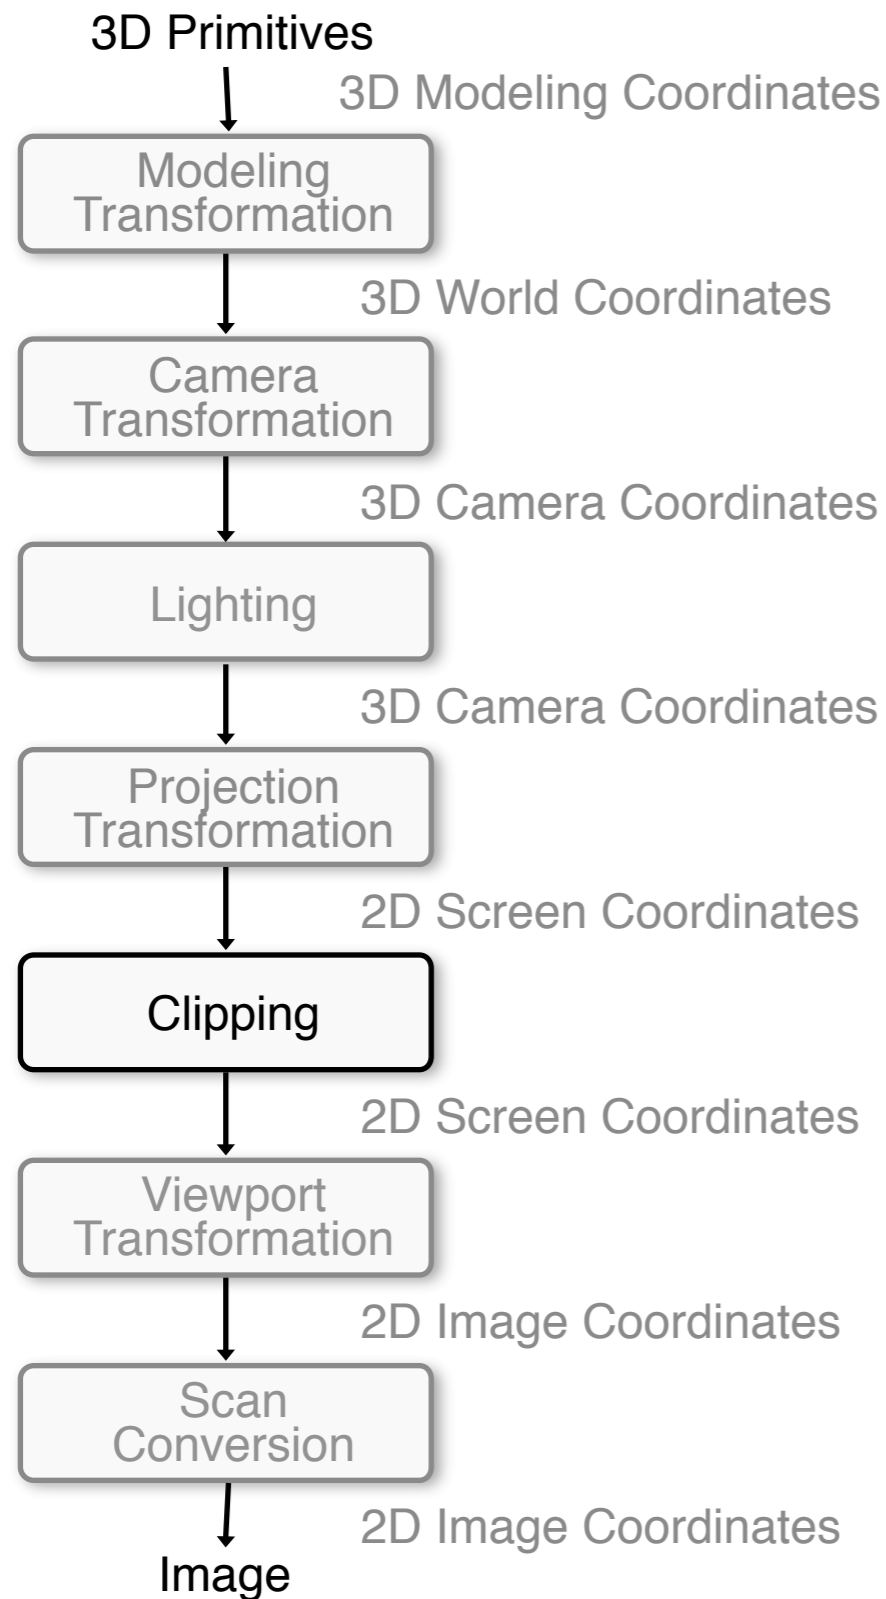 3D Primitives
3D Modeling Coordinates
Modeling
Transformation
3D World Coordinates
Camera
Transformation
3D Camera Coordinates
Lighting
3D Camera Coordinates
Projection
Transformation
2D Screen Coordinates
Clipping
2D Screen Coordinates
Viewport
Transformation
2D Image Coordinates
Scan
Conversion
2D Image Coordinates
Image